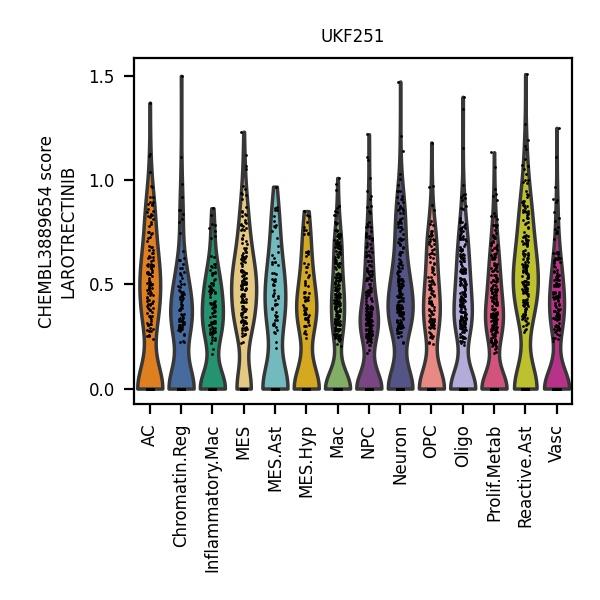 UKF251
CHEMBL3889654 score
LAROTRECTINIB
1.5
1.0
0.5
0.0
AC
Chromatin.Reg
Inflammatory.Mac
MES
MES.Ast
MES.Hyp
Mac
NPC
Neuron
OPC
Oligo
Prolif.Metab
Reactive.Ast
Vasc